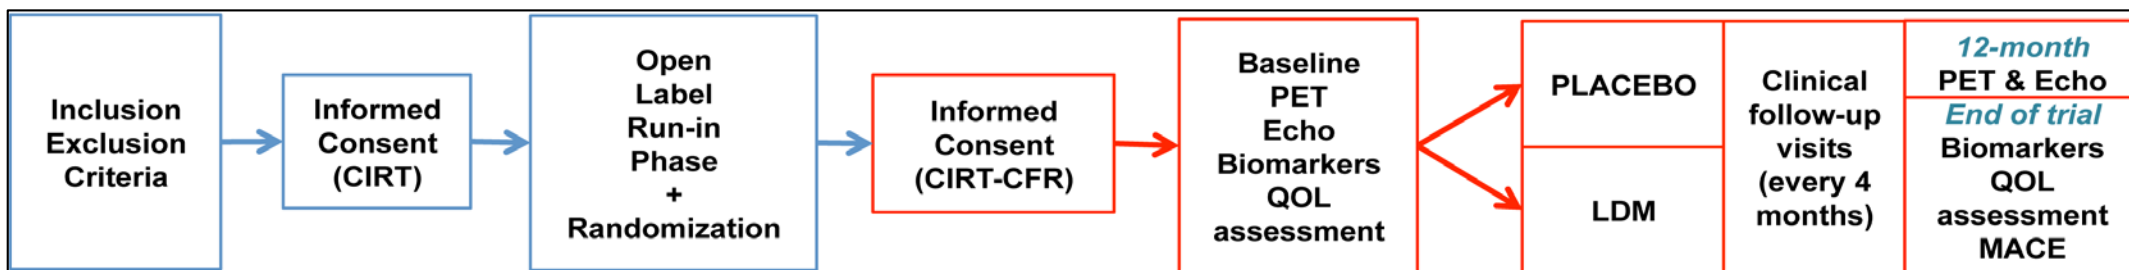 Inclusion
Exclusion
Criteria
Informed
Consent
(CIRT)
Open
Label
Run-in
Phase
+
Randomization
Informed
Consent
(CIRT-CFR)
Baseline
PET
Echo
Biomarkers
QOL
assessment
PLACEBO
LDM
Clinical
follow-up
visits
(every 4
months)
12-month
PET & Echo
End of trial
Biomarkers
QOL
assessment
MACE